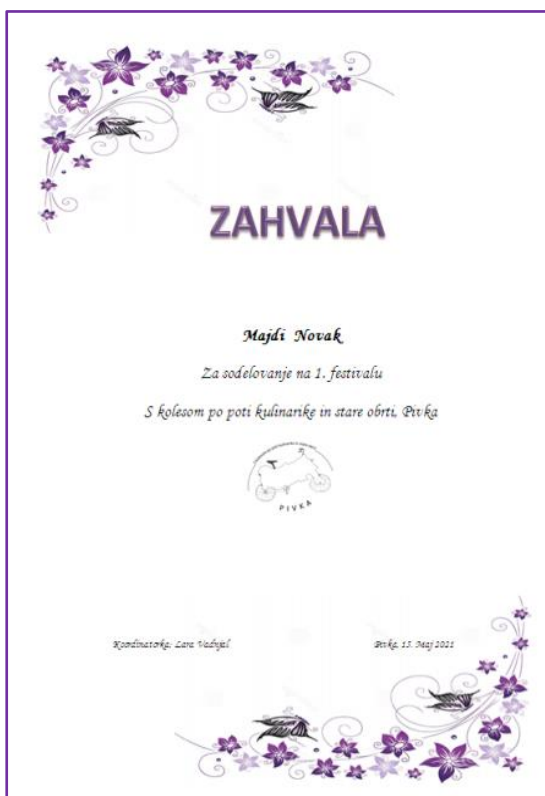 ZAHVALA
Majdi Novak
Za sodelovanje na 1. festivalu
S kolesom po poti kulinarike in stare obrti, Pivka
PIVKA
Koordinatorka: Lara Vadnjal
Pivka, 15. Maj 2021